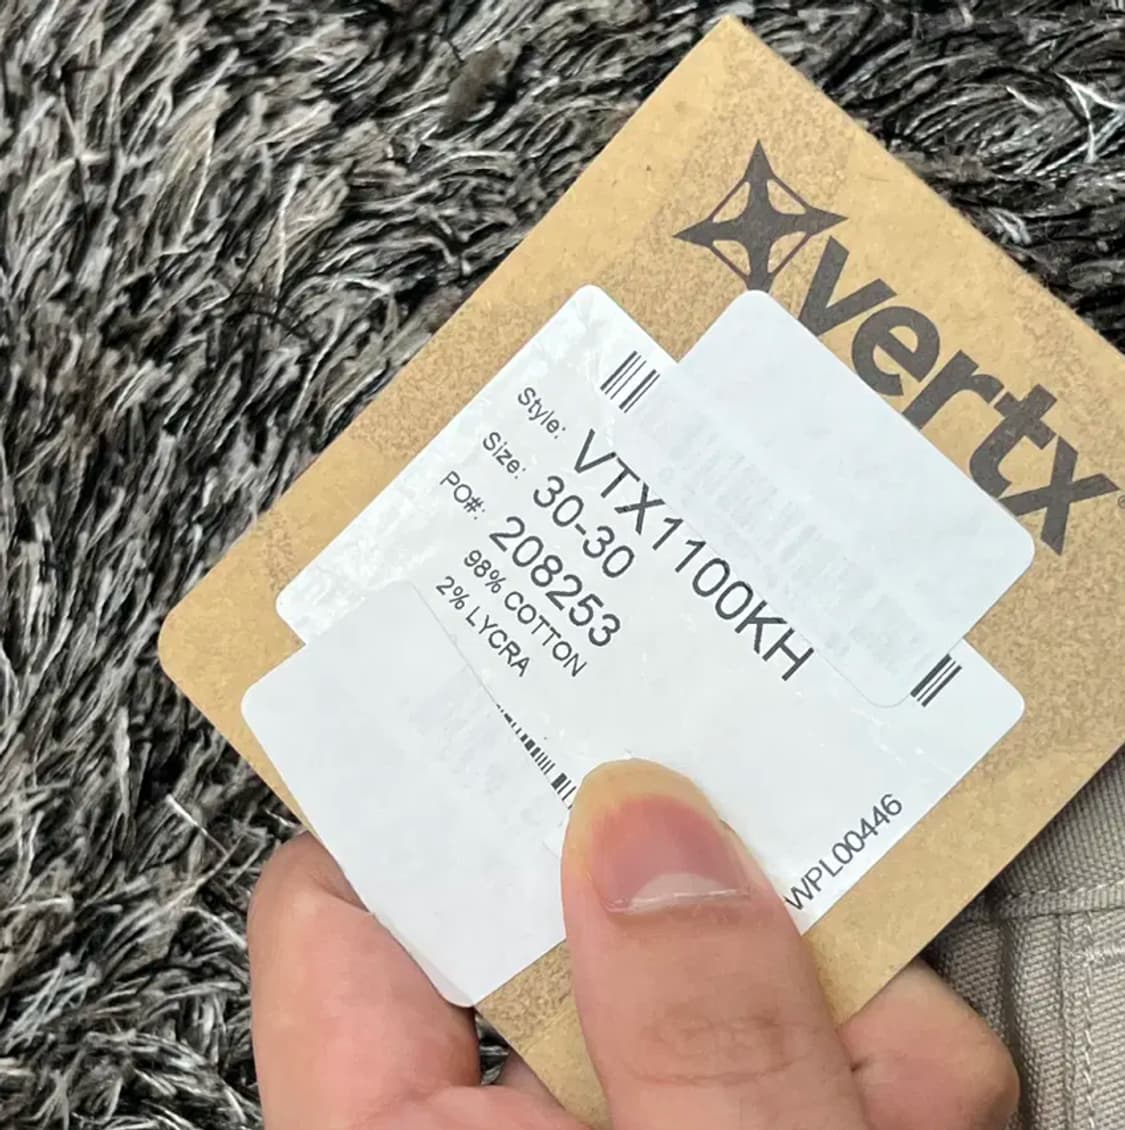 vertx
Style: VTX1100KH
Size: 30-30
PO#: 208253
98% COTTON
2% LYCRA
WPL00446